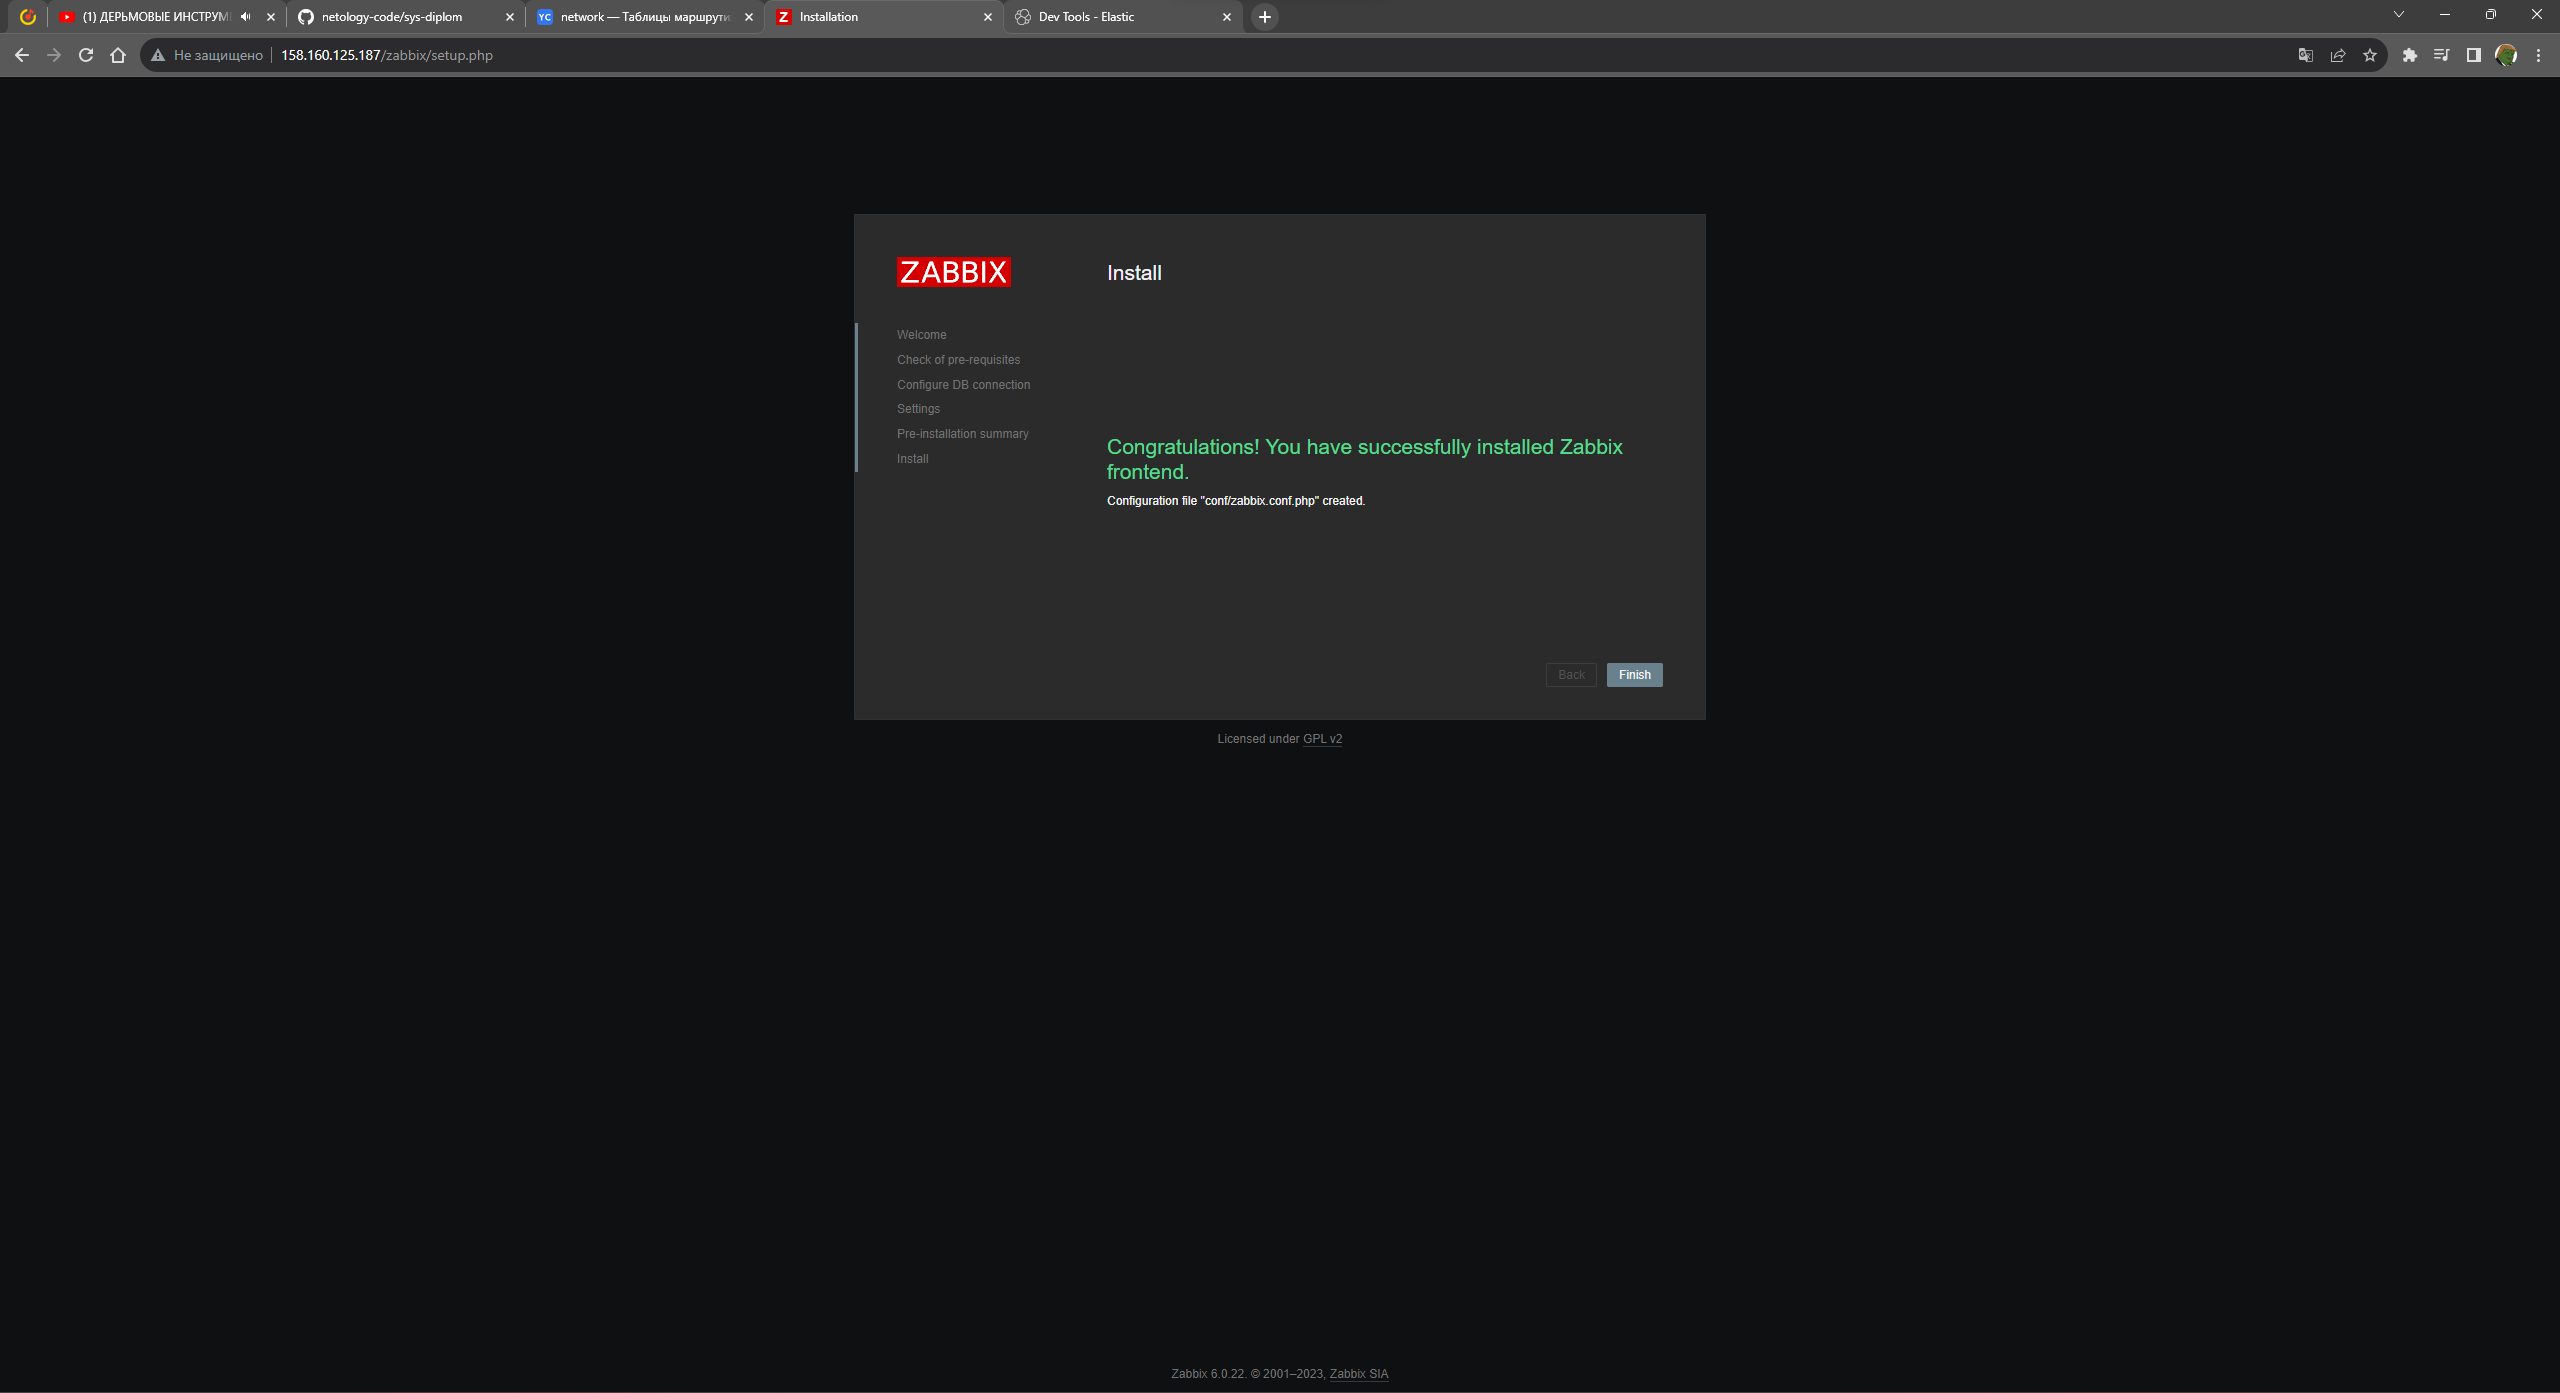 (1) ДЕРЬМОВЫЕ ИНСТРУМЕ
netology-code/sys-diplom
YC network — Таблицы маршрути
Z Installation
Dev Tools - Elastic
Не защищено 158.160.125.187/zabbix/setup.php
ZABBIX
Install
Welcome
Check of pre-requisites
Configure DB connection
Settings
Pre-installation summary
Install
Congratulations! You have successfully installed Zabbix
frontend.
Configuration file "conf/zabbix.conf.php" created.
Back
Finish
Licensed under GPL v2
Zabbix 6.0.22. © 2001–2023, Zabbix SIA